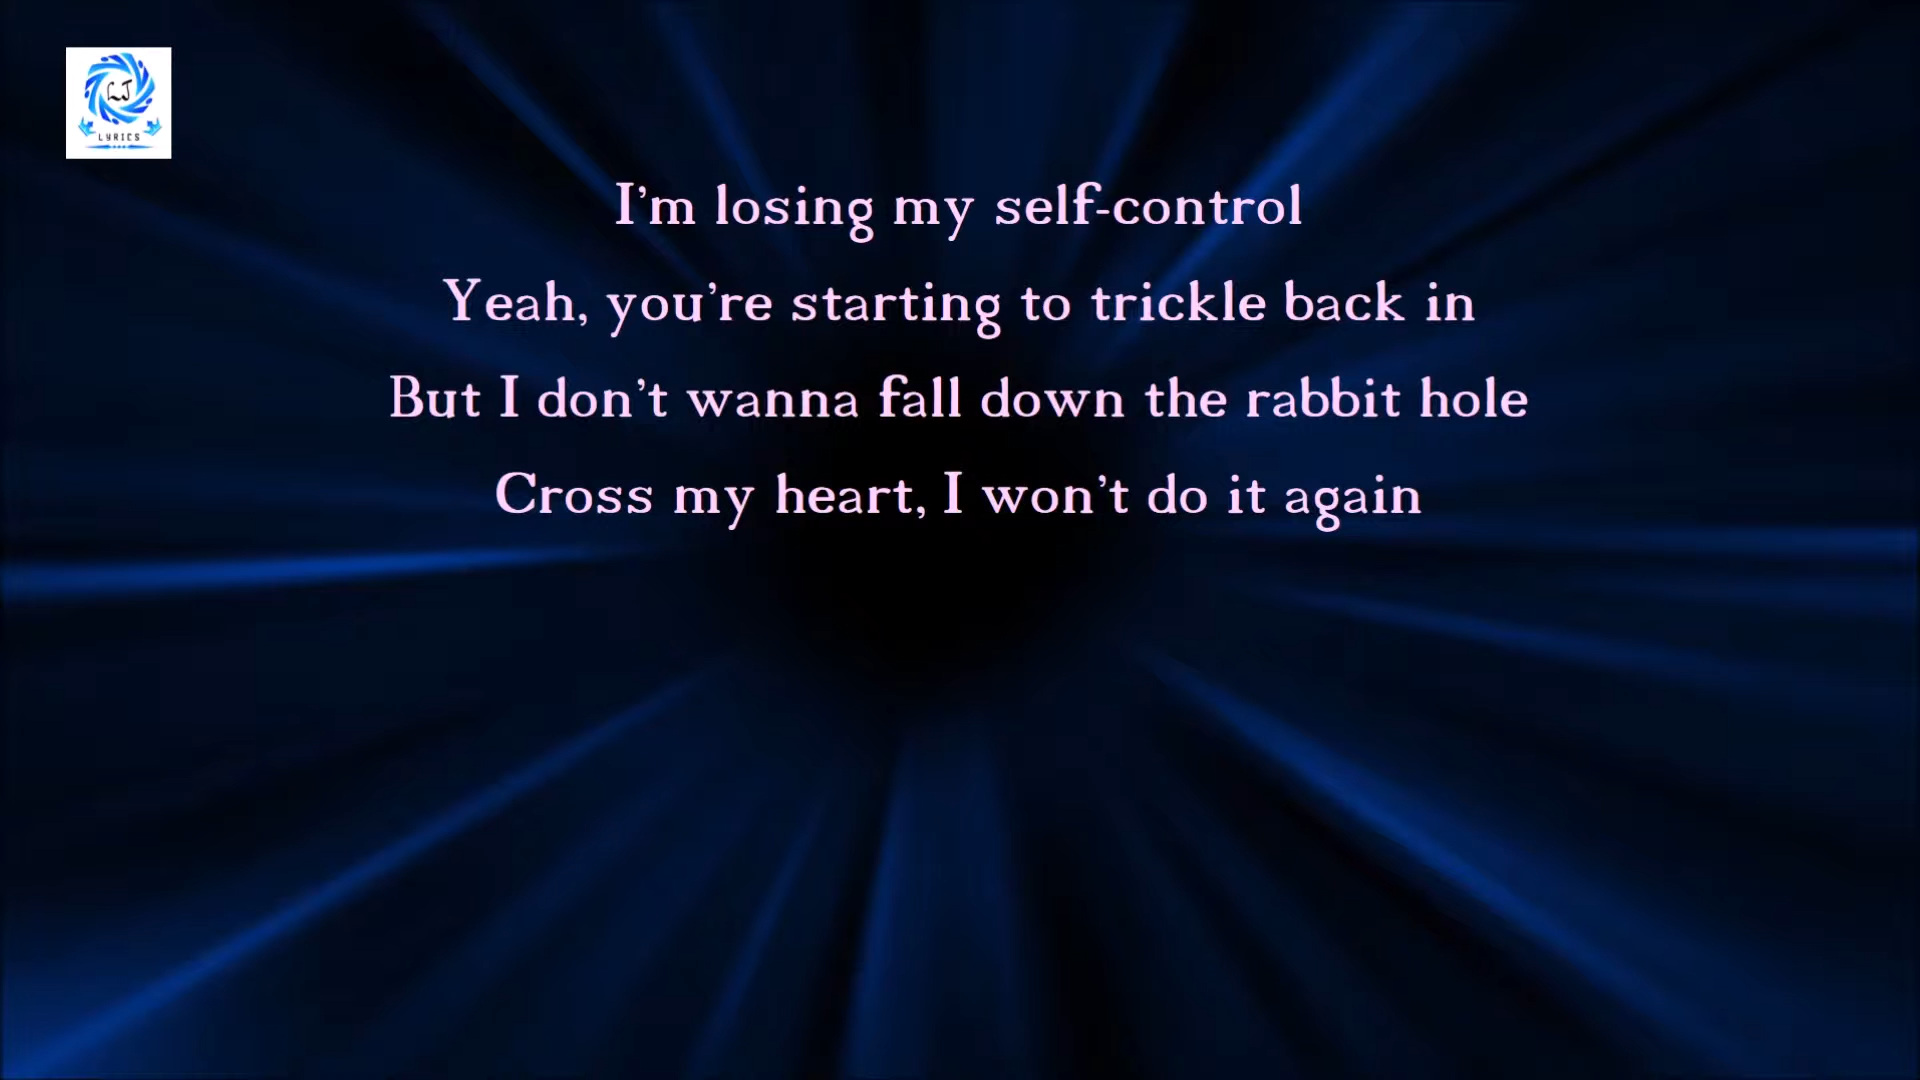 LJ
LYRICS
I'm losing my self-control
Yeah, you're starting to trickle back in
But I don't wanna fall down the rabbit hole
Cross my heart, I won't do it again